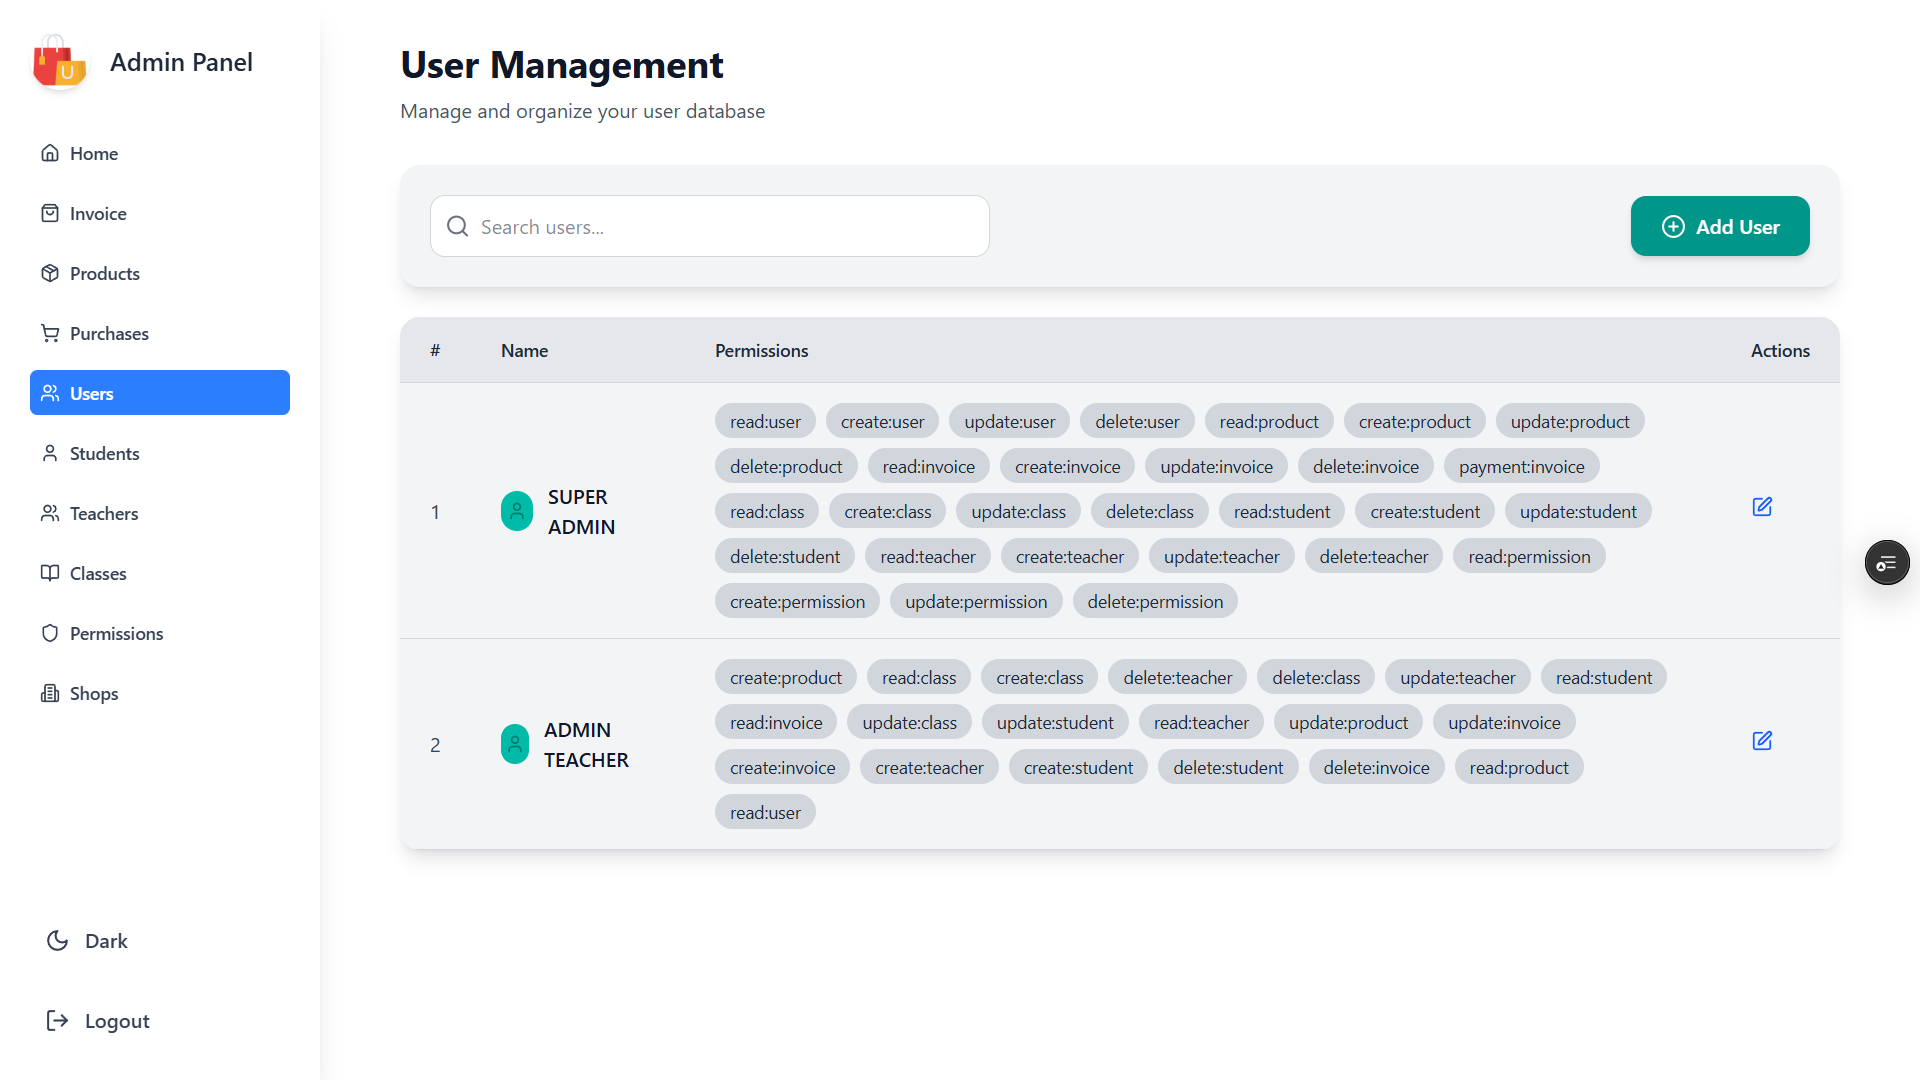 Admin Panel
Home
Invoice
Products
Purchases
Users
Students
Teachers
Classes
Permissions
Shops
Dark
Logout
User Management
Manage and organize your user database
Search users...
Add User
# Name Permissions Actions
1
SUPER
ADMIN
read:user create:user update:user delete:user read:product create:product update:product
delete:product read:invoice create:invoice update:invoice delete:invoice payment:invoice
read:class create:class update:class delete:class read:student create:student update:student
delete:student read:teacher create:teacher update:teacher delete:teacher read:permission
create:permission update:permission delete:permission
2
ADMIN
TEACHER
create:product read:class create:class delete:teacher delete:class update:teacher read:student
read:invoice update:class update:student read:teacher update:product update:invoice
create:invoice create:teacher create:student delete:student delete:invoice read:product
read:user